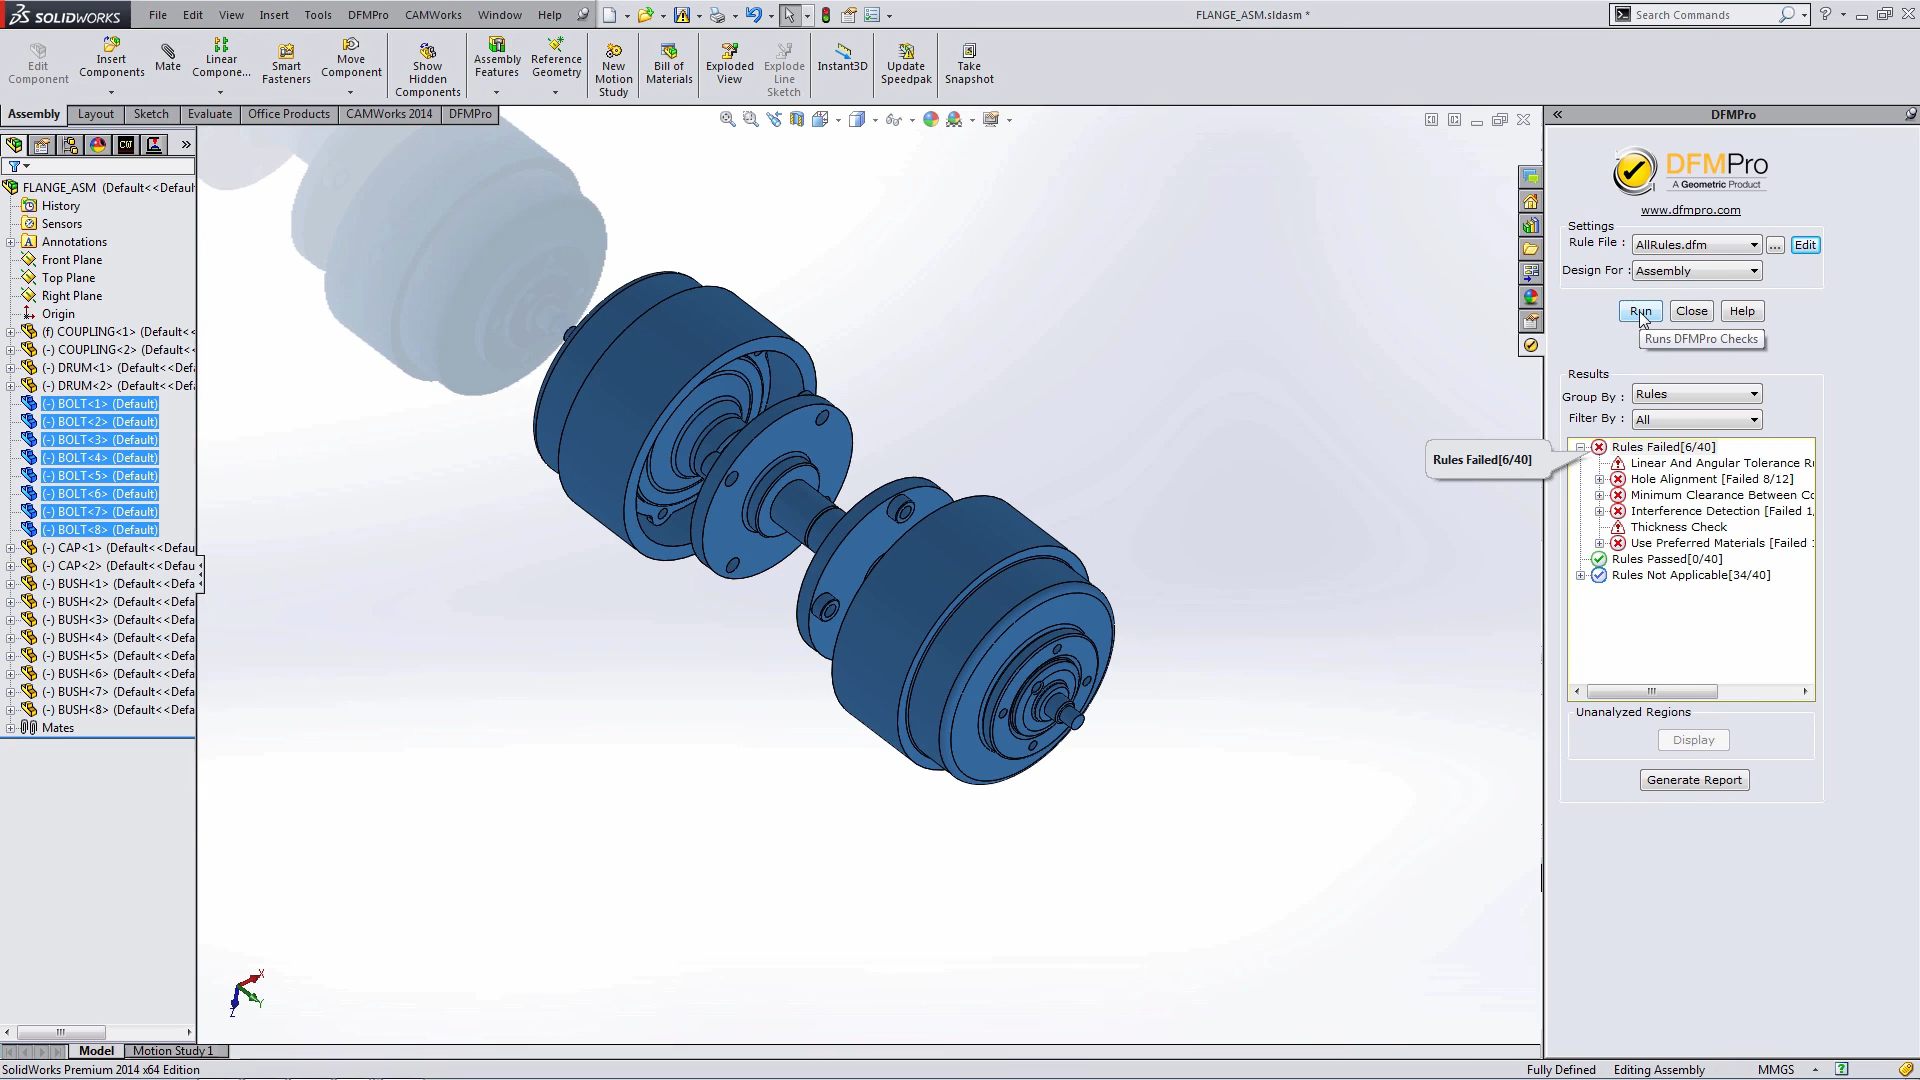 SOLIDWORKS
File Edit View Insert Tools DFMPro CAMWorks Window Help
FLANGE_ASM.sldasm *
Search Commands
Edit Component
Insert Components
Mate
Linear Compone...
Smart Fasteners
Move Component
Show Hidden Components
Assembly Features
Reference Geometry
New Motion Study
Bill of Materials
Exploded View
Explode Line Sketch
Instant3D
Update Speedpak
Take Snapshot
Assembly Layout Sketch Evaluate Office Products CAMWorks 2014 DFMPro
CW
FLANGE_ASM (Default<<Defaul
History
Sensors
Annotations
Front Plane
Top Plane
Right Plane
Origin
(f) COUPLING<1> (Default<
(-) COUPLING<2> (Default<
(-) DRUM<1> (Default<<Def
(-) DRUM<2> (Default<<Def
(-) BOLT<1> (Default)
(-) BOLT<2> (Default)
(-) BOLT<3> (Default)
(-) BOLT<4> (Default)
(-) BOLT<5> (Default)
(-) BOLT<6> (Default)
(-) BOLT<7> (Default)
(-) BOLT<8> (Default)
(-) CAP<1> (Default<<Defau
(-) CAP<2> (Default<<Defau
(-) BUSH<1> (Default<<Defa
(-) BUSH<2> (Default<<Defa
(-) BUSH<3> (Default<<Defa
(-) BUSH<4> (Default<<Defa
(-) BUSH<5> (Default<<Defa
(-) BUSH<6> (Default<<Defa
(-) BUSH<7> (Default<<Defa
(-) BUSH<8> (Default<<Defa
Mates
X
Y
Z
DFMPro
DFMPro
A Geometric Product
www.dfmpro.com
Settings
Rule File : AllRules.dfm ... Edit
Design For : Assembly
Run Close Help
Runs DFMPro Checks
Results
Group By : Rules
Filter By : All
Rules Failed[6/40]
Rules Failed[6/40]
Linear And Angular Tolerance Ru
Hole Alignment [Failed 8/12]
Minimum Clearance Between Co
Interference Detection [Failed 1,
Thickness Check
Use Preferred Materials [Failed
Rules Passed[0/40]
Rules Not Applicable[34/40]
Unanalyzed Regions
Display
Generate Report
Model Motion Study 1
SolidWorks Premium 2014 x64 Edition
Fully Defined Editing Assembly MMGS